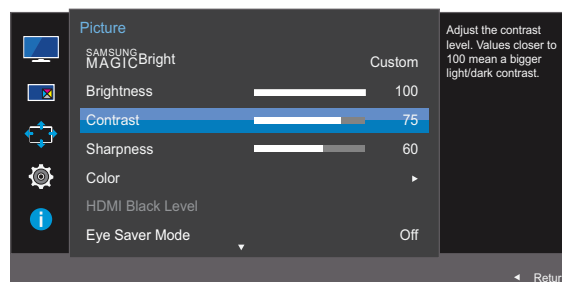 Picture
SAMSUNG
MAGICBright Custom
Brightness 100
Contrast 75
Sharpness 60
Color
HDMI Black Level
Eye Saver Mode Off
Adjust the contrast
level. Values closer to
100 mean a bigger
light/dark contrast.
Retur